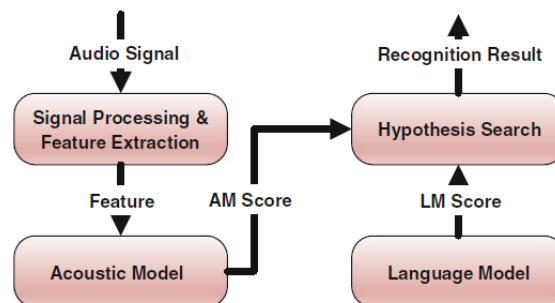 Audio Signal
Recognition Result
Signal Processing &
Feature Extraction
Hypothesis Search
Feature
AM Score
LM Score
Acoustic Model
Language Model